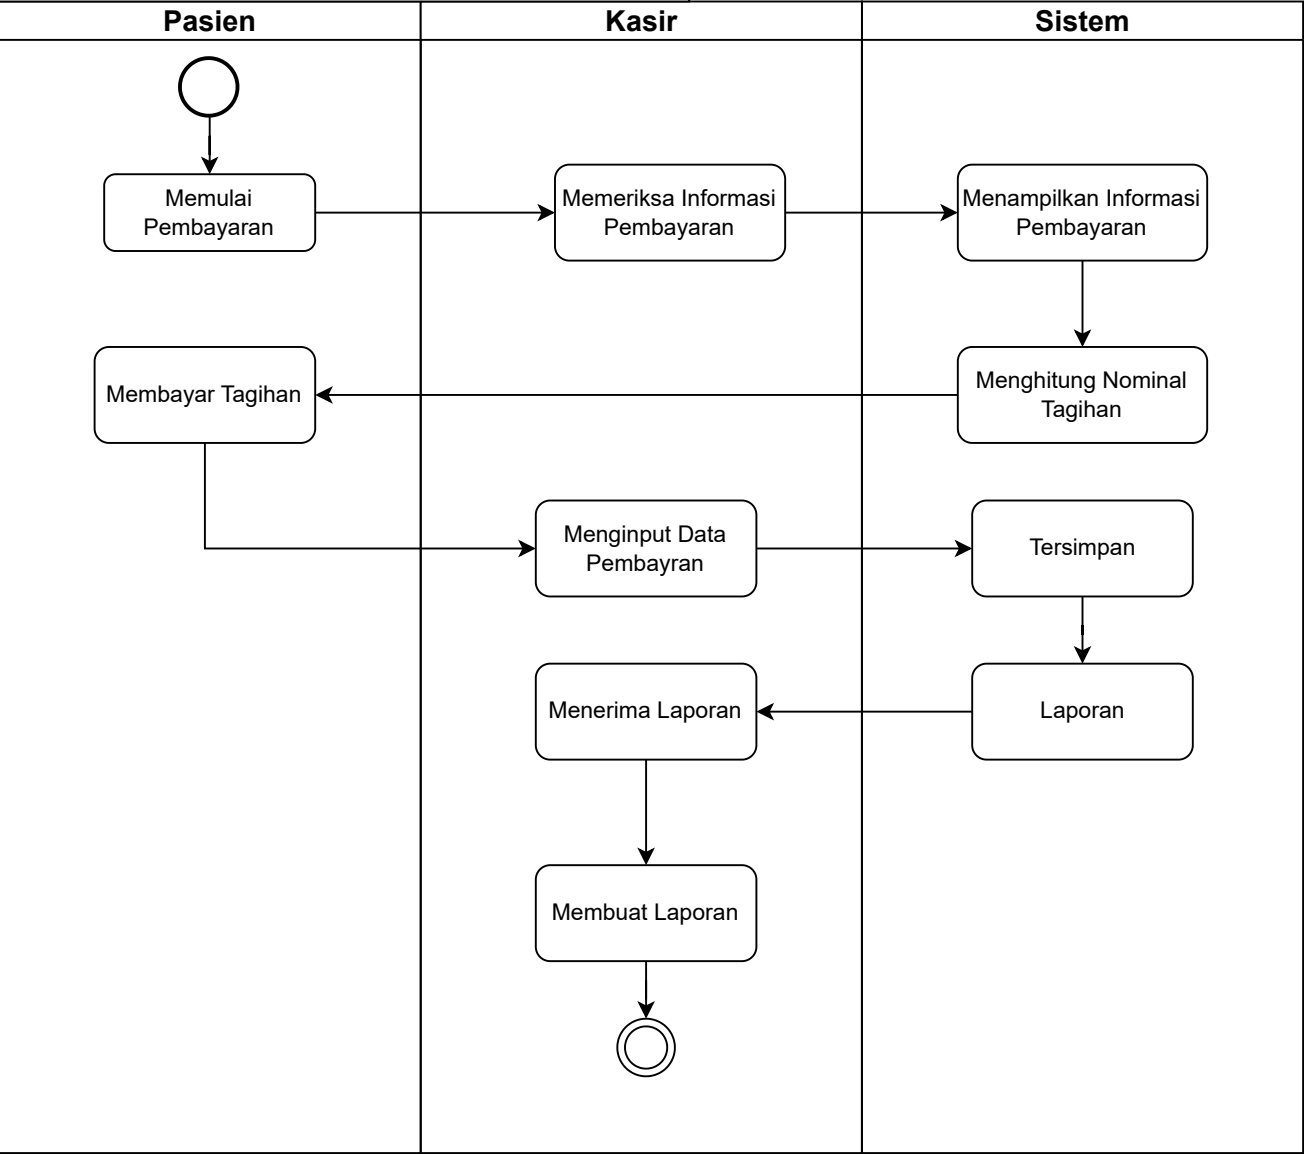 Pasien
Kasir
Sistem
Memulai
Pembayaran
Memeriksa Informasi
Pembayaran
Menampilkan Informasi
Pembayaran
Menghitung Nominal
Tagihan
Membayar Tagihan
Menginput Data
Pembayran
Tersimpan
Laporan
Menerima Laporan
Membuat Laporan